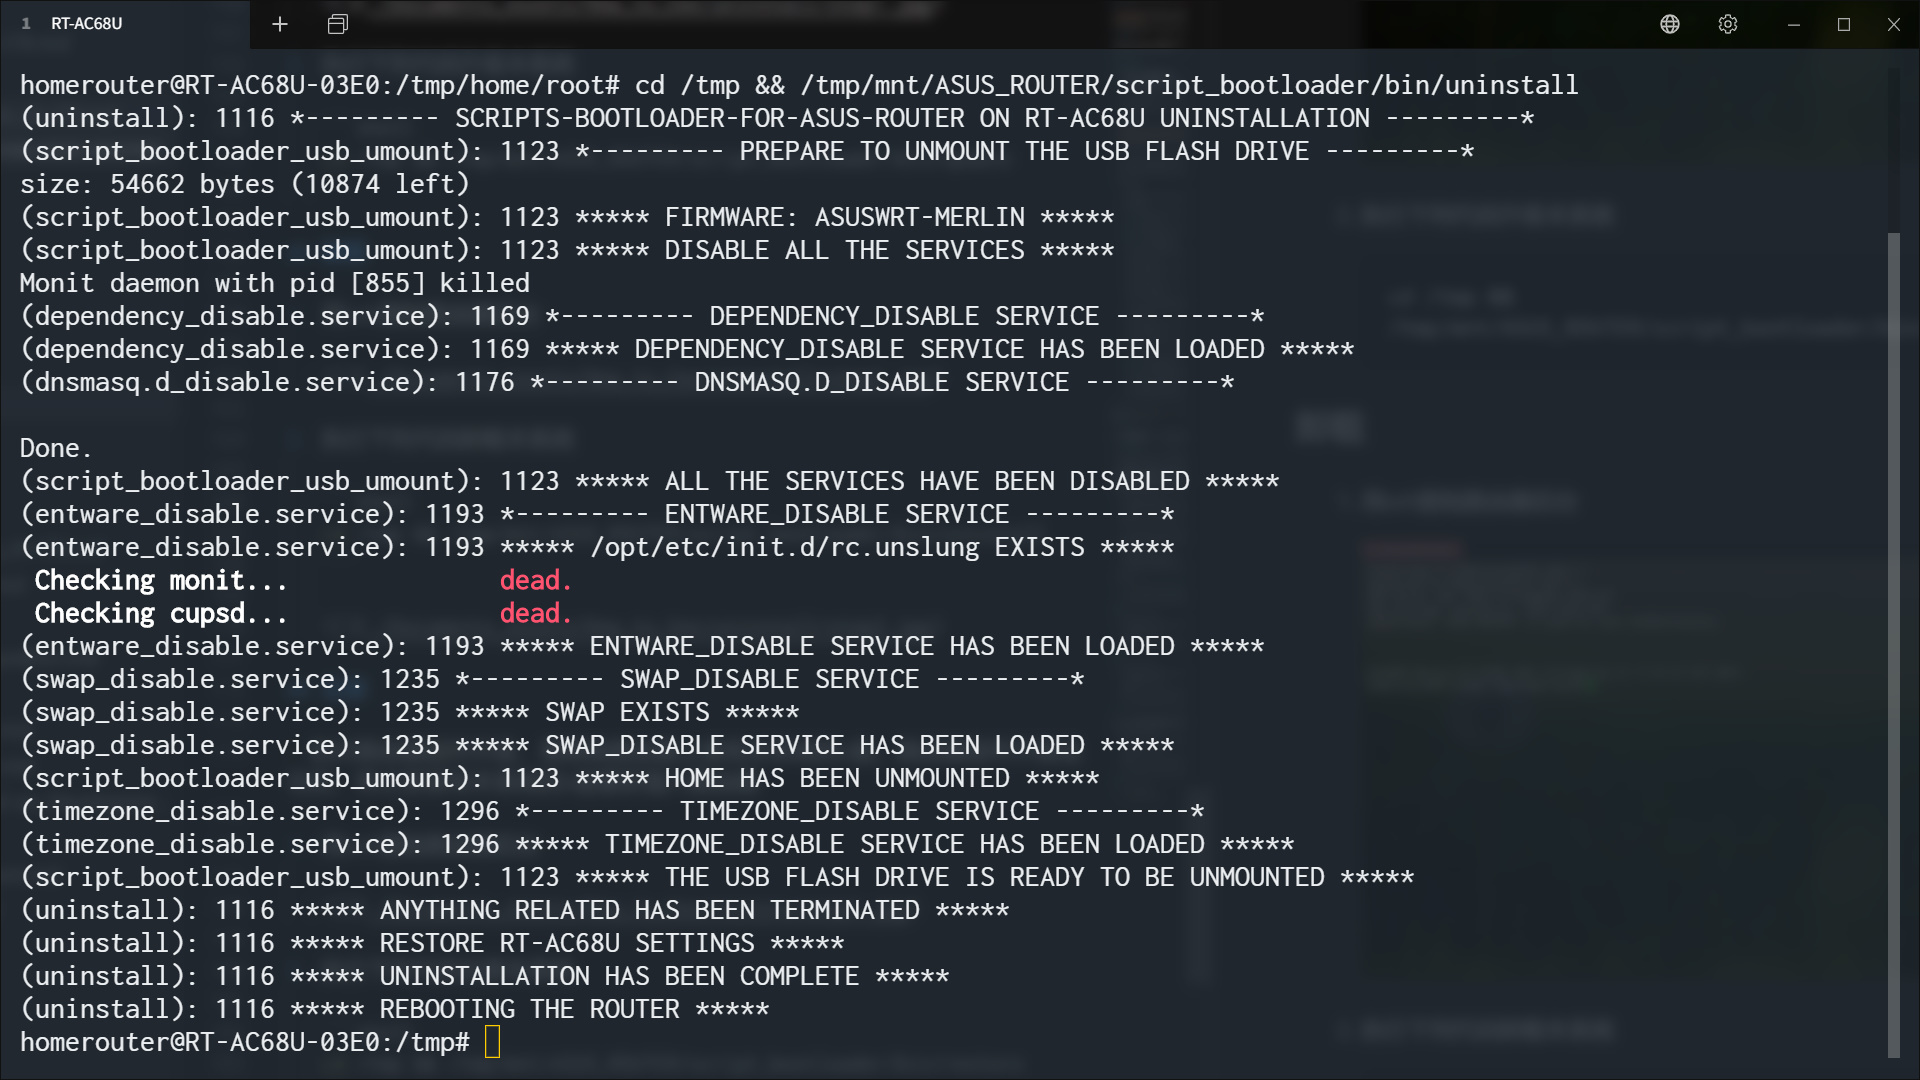 1 RT-AC68U
homerouter@RT-AC68U-03E0:/tmp/home/root# cd /tmp && /tmp/mnt/ASUS_ROUTER/script_bootloader/bin/uninstall
(uninstall): 1116 *--------- SCRIPTS-BOOTLOADER-FOR-ASUS-ROUTER ON RT-AC68U UNINSTALLATION ---------*
(script_bootloader_usb_umount): 1123 *--------- PREPARE TO UNMOUNT THE USB FLASH DRIVE ---------*
size: 54662 bytes (10874 left)
(script_bootloader_usb_umount): 1123 ***** FIRMWARE: ASUSWRT-MERLIN *****
(script_bootloader_usb_umount): 1123 ***** DISABLE ALL THE SERVICES *****
Monit daemon with pid [855] killed
(dependency_disable.service): 1169 *--------- DEPENDENCY_DISABLE SERVICE ---------*
(dependency_disable.service): 1169 ***** DEPENDENCY_DISABLE SERVICE HAS BEEN LOADED *****
(dnsmasq.d_disable.service): 1176 *--------- DNSMASQ.D_DISABLE SERVICE ---------*
Done.
(script_bootloader_usb_umount): 1123 ***** ALL THE SERVICES HAVE BEEN DISABLED *****
(entware_disable.service): 1193 *--------- ENTWARE_DISABLE SERVICE ---------*
(entware_disable.service): 1193 ***** /opt/etc/init.d/rc.unslung EXISTS *****
Checking monit... dead.
Checking cupsd... dead.
(entware_disable.service): 1193 ***** ENTWARE_DISABLE SERVICE HAS BEEN LOADED *****
(swap_disable.service): 1235 *--------- SWAP_DISABLE SERVICE ---------*
(swap_disable.service): 1235 ***** SWAP EXISTS *****
(swap_disable.service): 1235 ***** SWAP_DISABLE SERVICE HAS BEEN LOADED *****
(script_bootloader_usb_umount): 1123 ***** HOME HAS BEEN UNMOUNTED *****
(timezone_disable.service): 1296 *--------- TIMEZONE_DISABLE SERVICE ---------*
(timezone_disable.service): 1296 ***** TIMEZONE_DISABLE SERVICE HAS BEEN LOADED *****
(script_bootloader_usb_umount): 1123 ***** THE USB FLASH DRIVE IS READY TO BE UNMOUNTED *****
(uninstall): 1116 ***** ANYTHING RELATED HAS BEEN TERMINATED *****
(uninstall): 1116 ***** RESTORE RT-AC68U SETTINGS *****
(uninstall): 1116 ***** UNINSTALLATION HAS BEEN COMPLETE *****
(uninstall): 1116 ***** REBOOTING THE ROUTER *****
homerouter@RT-AC68U-03E0:/tmp#